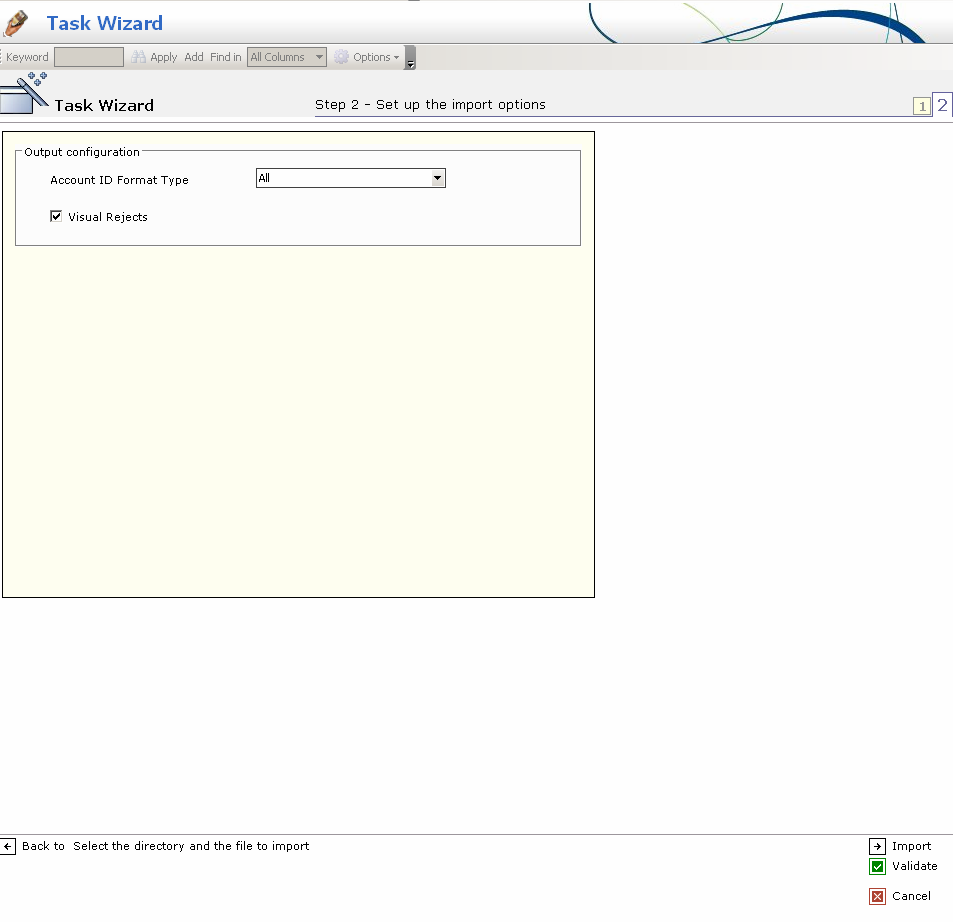 Task Wizard
Keyword Apply Add Find in All Columns Options
Task Wizard Step 2 - Set up the import options 1 2
Output configuration
Account ID Format Type All
Visual Rejects
Back to Select the directory and the file to import Import
Validate
Cancel